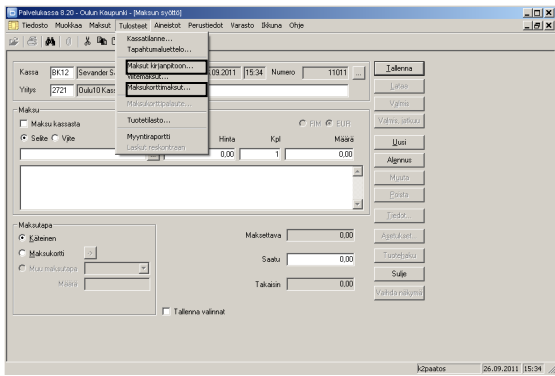 Palvelukassa 8.20 - Oulun Kaupunki - [Maksun syöttö]
Tiedosto Muokkaa Maksut Tulosteet Aineistot Perustiedot Varasto Ikkuna Ohje
Kassatilanne...
Tapahtumaluettelo...
Maksut kirjanpitoon...
Viitemaksut...
Maksukorttimaksut...
Maksukorttipalaute...
Tuotetilasto...
Myyntiraportti
Laskut reskontraan
Kassa BK12 Sevander S .09.2011 15:34 Numero 11011 ...
Yritys 2721 Oulu10 Kass
Maksu
Maksu kassasta FIM EUR
Selite Viite Hinta Kpl Määrä
... 0,00 1 0,00
Maksutapa
Käteinen
Maksukortti >
Muu maksutapa
Määrä
Maksettava 0,00
Saatu 0,00
Takaisin 0,00
Tallenna valinnat
Tallenna
Lataa
Valmis
Valmis, jatkuu
Uusi
Alennus
Muuta
Poista
Tiedot...
Asetukset...
Tuotehaku
Sulje
Vaihda näkymä
k2paatos 26.09.2011 15:34